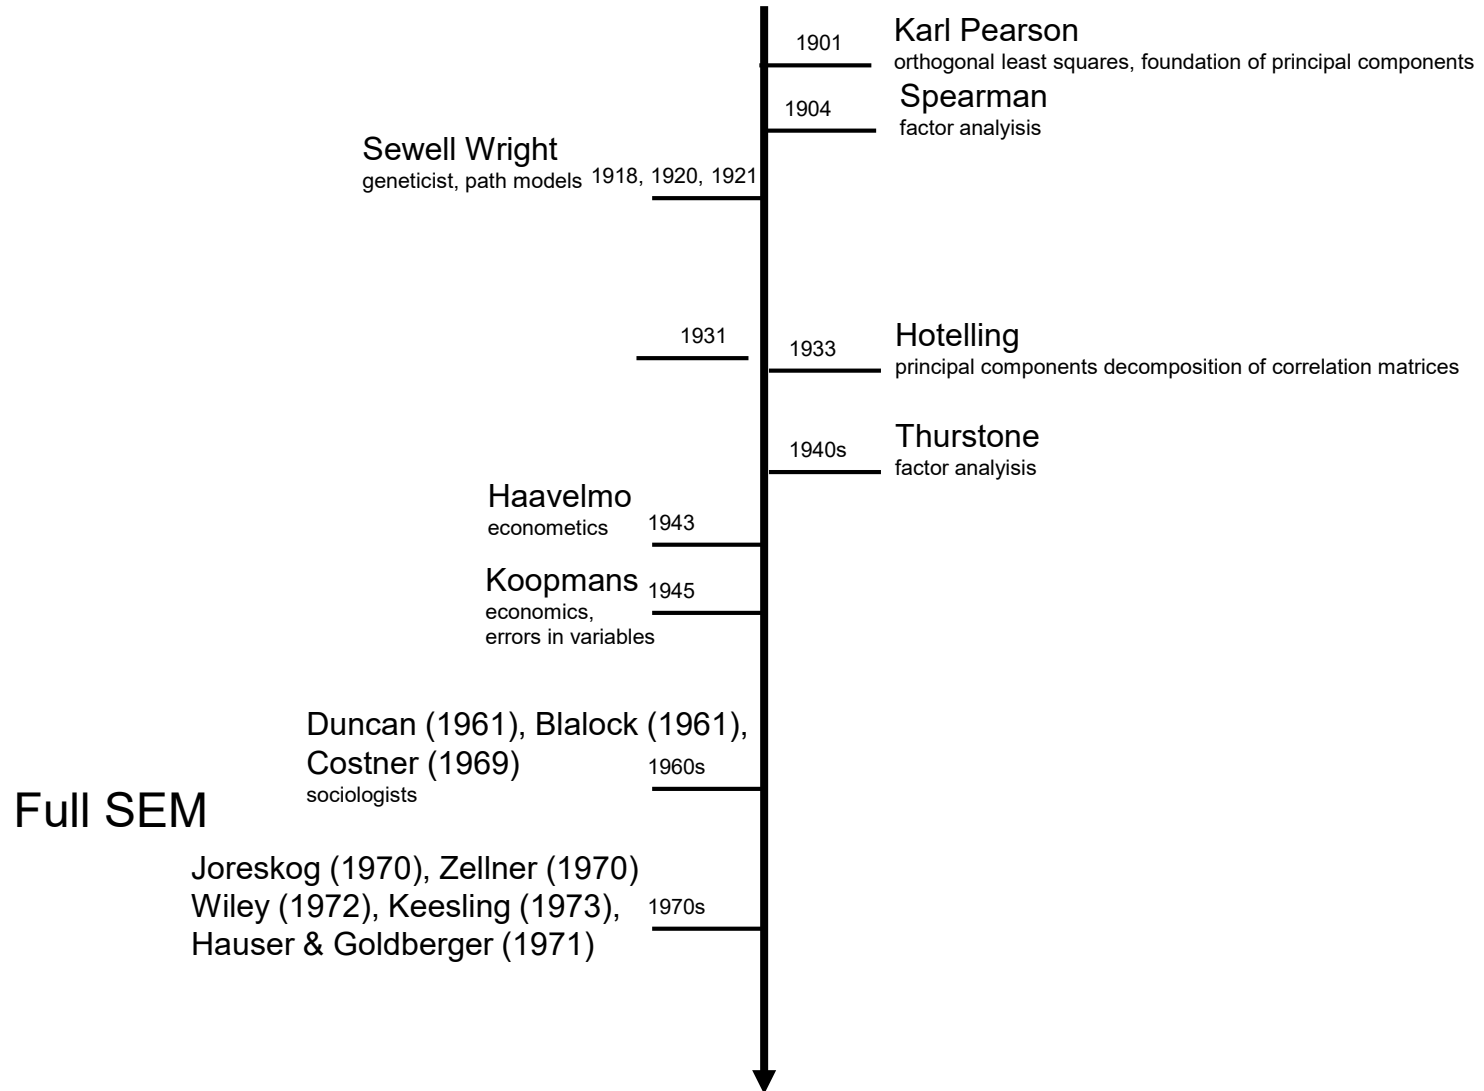 1901
Karl Pearson
orthogonal least squares, foundation of principal components
1904
Spearman
factor analyisis
Sewell Wright
geneticist, path models
1918, 1920, 1921
1931
1933
Hotelling
principal components decomposition of correlation matrices
1940s
Thurstone
factor analyisis
Haavelmo
econometics
1943
Koopmans
economics,
errors in variables
1945
Duncan (1961), Blalock (1961),
Costner (1969)
sociologists
1960s
Full SEM
Joreskog (1970), Zellner (1970)
Wiley (1972), Keesling (1973),
Hauser & Goldberger (1971)
1970s